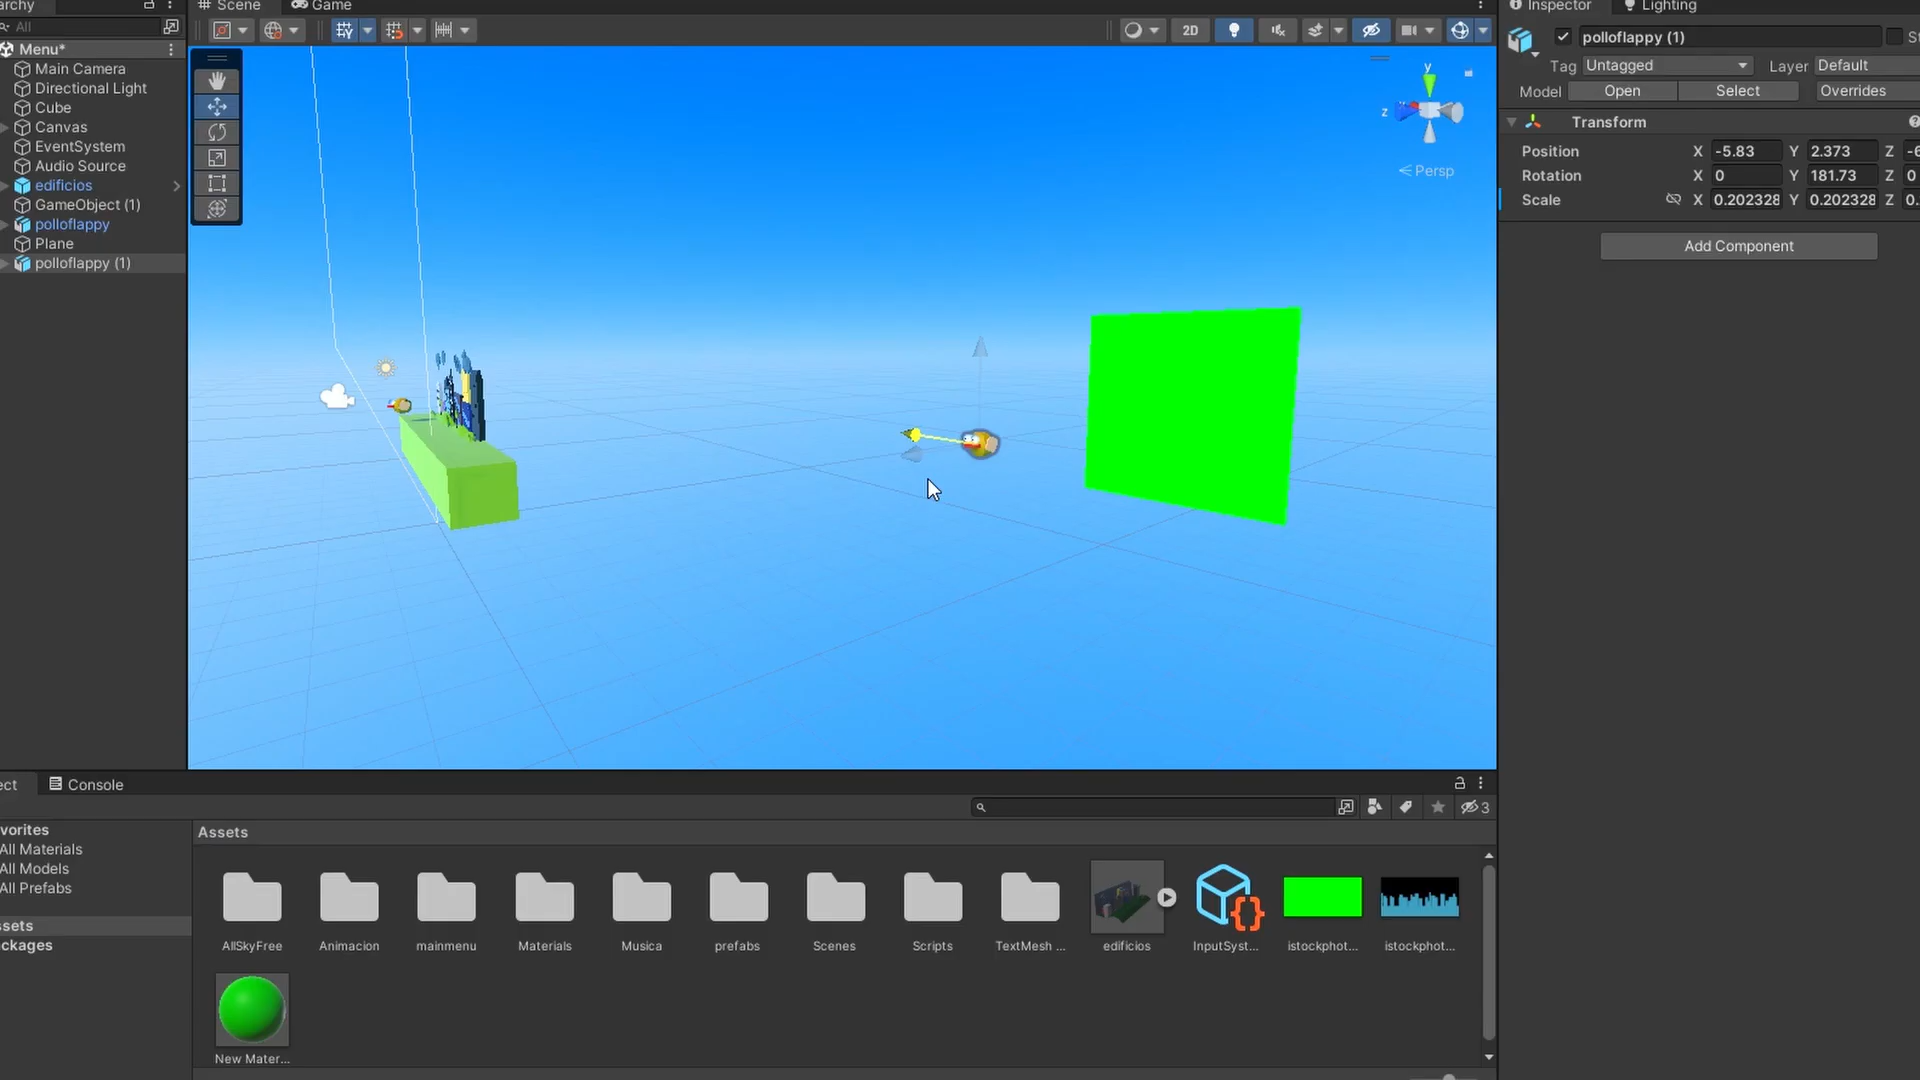 archy
Scene
Game
Inspector
Lighting
All
2D
polloflappy (1)
St
Menu*
Tag Untagged
Layer Default
Main Camera
Directional Light
Model Open Select Overrides
Cube
Canvas
EventSystem
Audio Source
edificios
GameObject (1)
polloflappy
Plane
polloflappy (1)
y
z
Persp
Transform
Position X -5.83 Y 2.373 Z -6
Rotation X 0 Y 181.73 Z 0
Scale X 0.202328 Y 0.202328 Z 0.
Add Component
ect
Console
3
vorites
All Materials
All Models
All Prefabs
ssets
ckages
Assets
AllSkyFree
Animacion
mainmenu
Materials
Musica
prefabs
Scenes
Scripts
TextMesh ...
edificios
InputSyst...
istockphot...
istockphot...
New Mater...